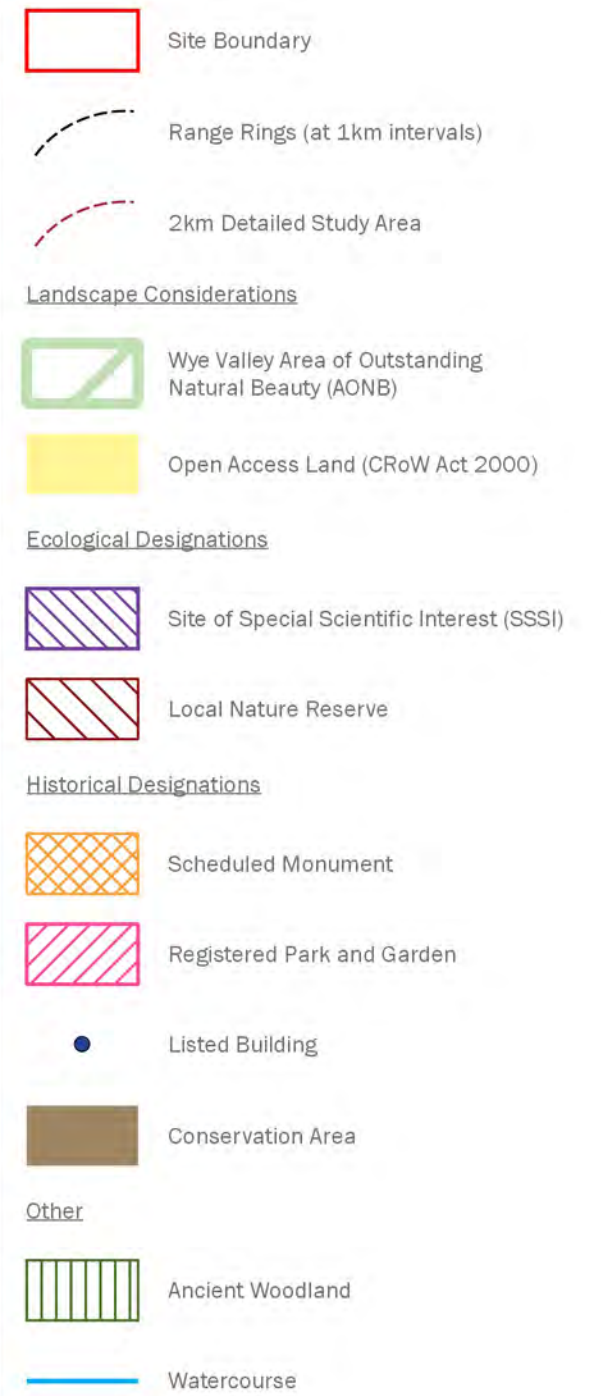 Site Boundary
Range Rings (at 1km intervals)
2km Detailed Study Area
Landscape Considerations
Wye Valley Area of Outstanding
Natural Beauty (AONB)
Open Access Land (CRoW Act 2000)
Ecological Designations
Site of Special Scientific Interest (SSSI)
Local Nature Reserve
Historical Designations
Scheduled Monument
Registered Park and Garden
Listed Building
Conservation Area
Other
Ancient Woodland
Watercourse